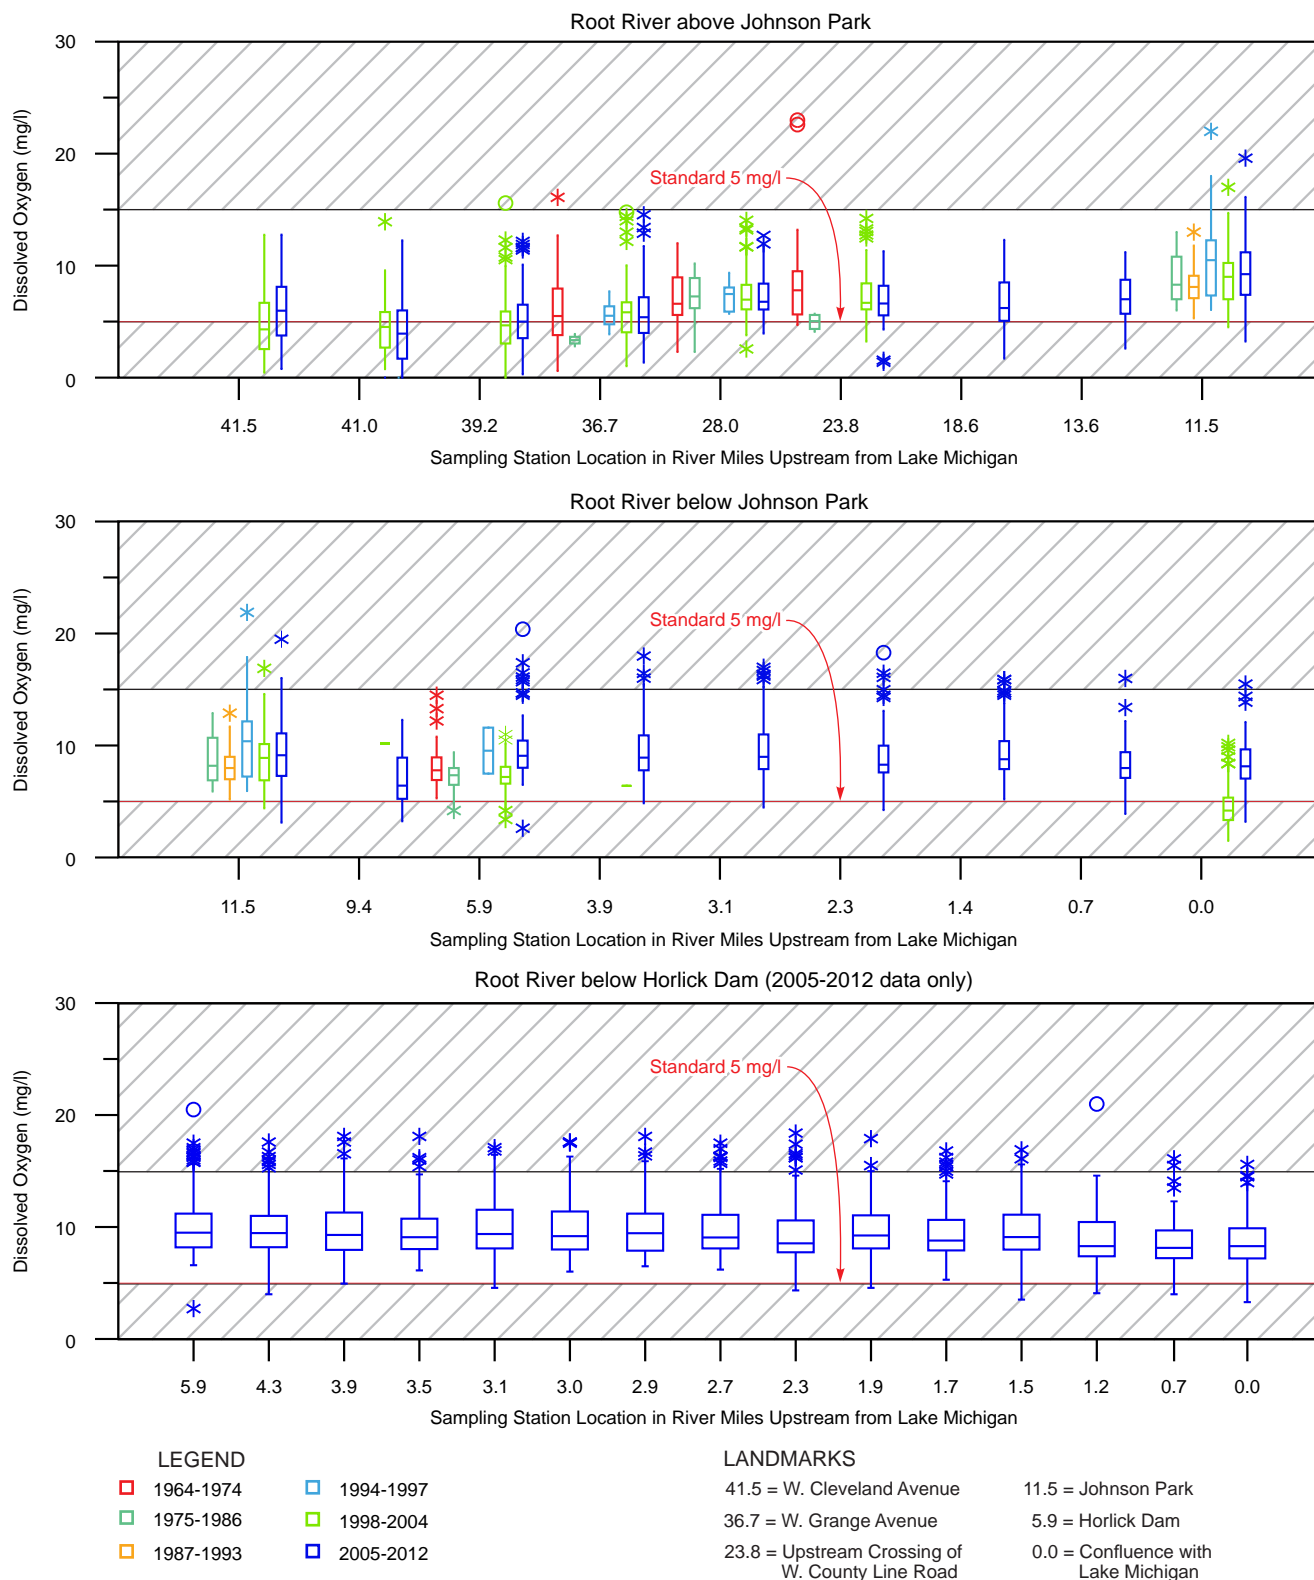 Root River above Johnson Park
30
20
10
0
Dissolved Oxygen (mg/l)
Standard 5 mg/l
41.5 41.0 39.2 36.7 28.0 23.8 18.6 13.6 11.5
Sampling Station Location in River Miles Upstream from Lake Michigan
Root River below Johnson Park
30
20
10
0
Dissolved Oxygen (mg/l)
Standard 5 mg/l
11.5 9.4 5.9 3.9 3.1 2.3 1.4 0.7 0.0
Sampling Station Location in River Miles Upstream from Lake Michigan
Root River below Horlick Dam (2005-2012 data only)
30
20
10
0
Dissolved Oxygen (mg/l)
Standard 5 mg/l
5.9 4.3 3.9 3.5 3.1 3.0 2.9 2.7 2.3 1.9 1.7 1.5 1.2 0.7 0.0
Sampling Station Location in River Miles Upstream from Lake Michigan
LEGEND
1964-1974
1975-1986
1987-1993
1994-1997
1998-2004
2005-2012
LANDMARKS
41.5 = W. Cleveland Avenue
36.7 = W. Grange Avenue
23.8 = Upstream Crossing of
W. County Line Road
11.5 = Johnson Park
5.9 = Horlick Dam
0.0 = Confluence with
Lake Michigan